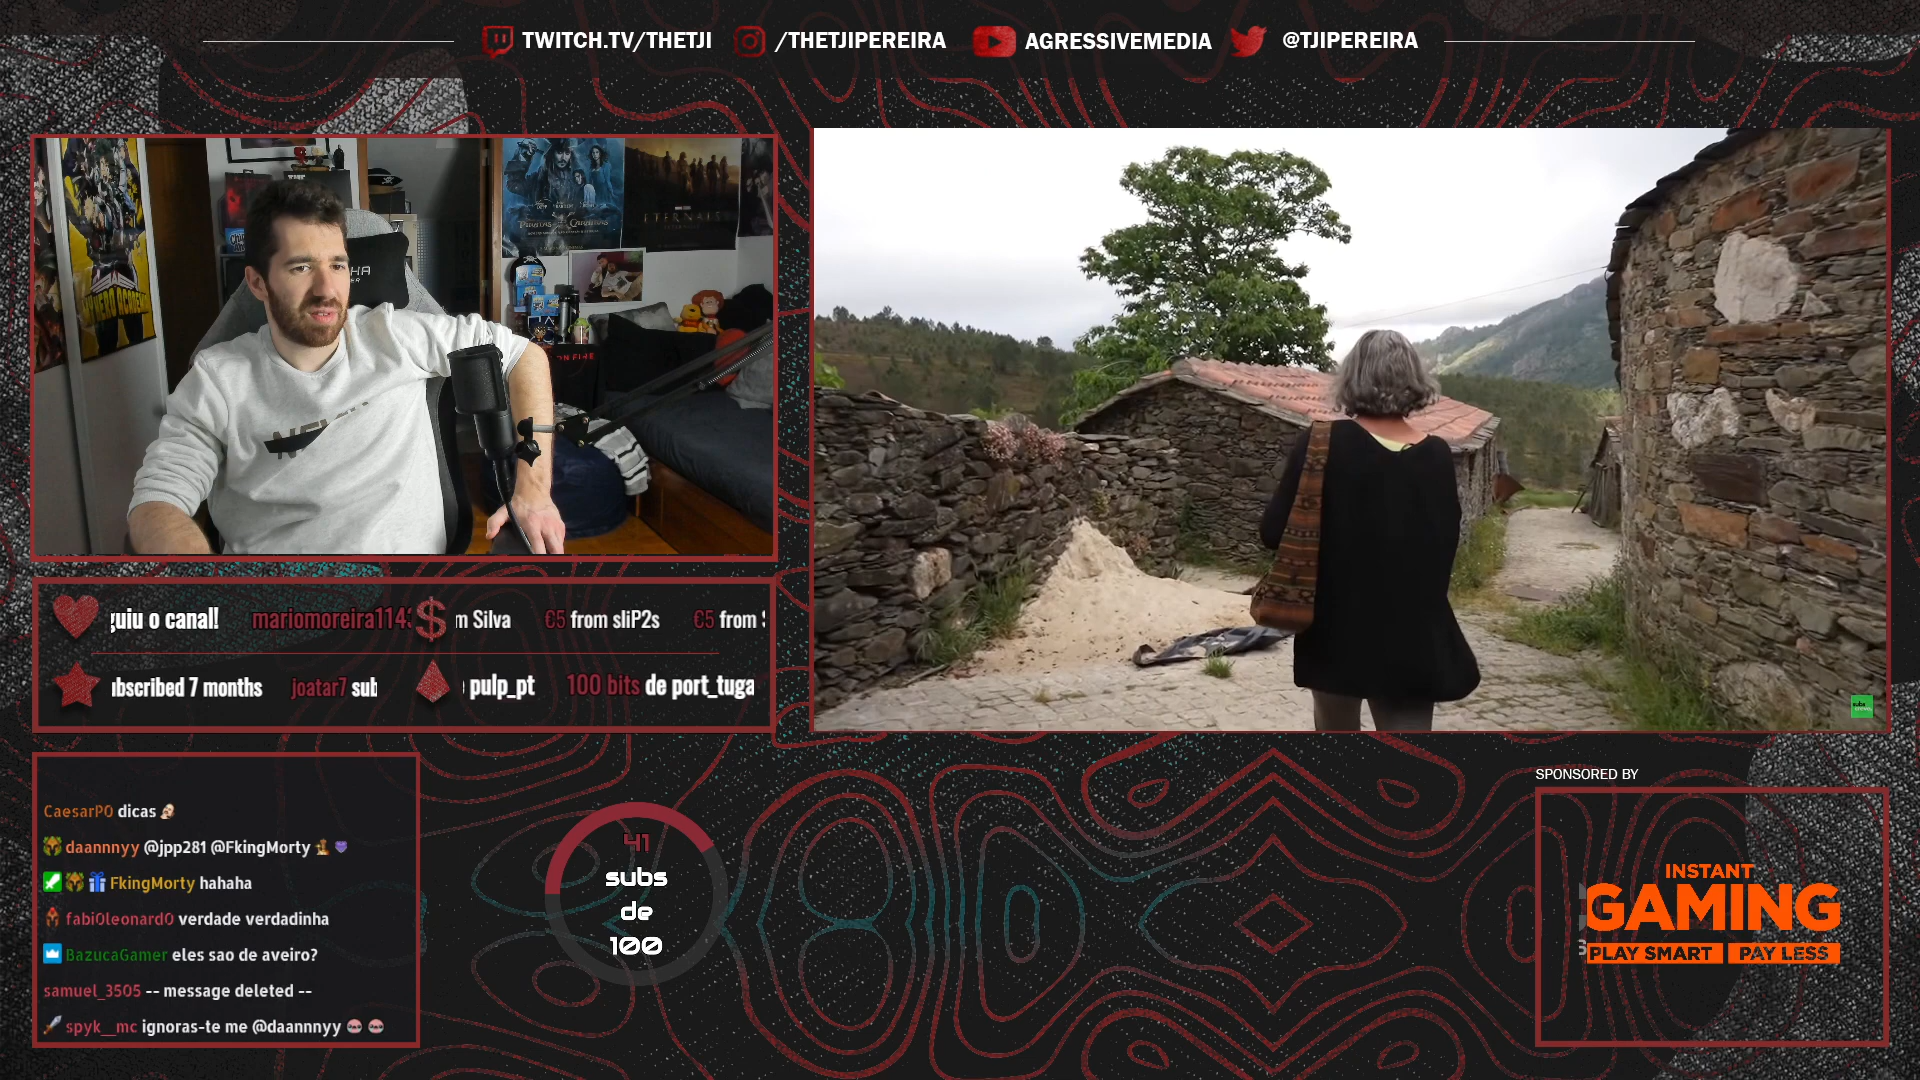 TWITCH.TV/THETJI
/THETJIPEREIRA
AGRESSIVEMEDIA
@TJIPEREIRA
guiu o canal! mariomoreira114
m Silva €5 from sliP2s €5 from
bscribed 7 months joatar7 sub
pulp_pt 100 bits de port_tuga
CaesarP0 dicas
daannnyy @jpp281 @FkingMorty
FkingMorty hahaha
fabi0leonard0 verdade verdadinha
BazucaGamer eles sao de aveiro?
samuel_3505 -- message deleted --
spyk__mc ignoras-te me @daannnyy
41
subs
de
100
SPONSORED BY
INSTANT
GAMING
PLAY SMART PAY LESS